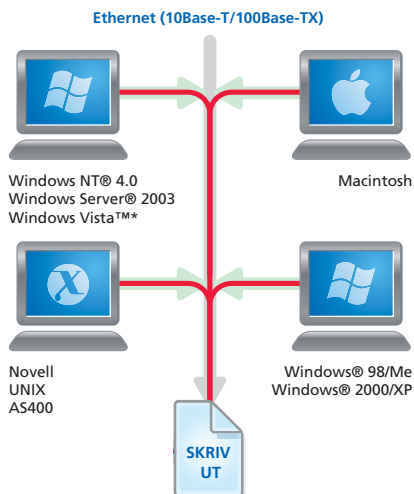 Ethernet (10Base-T/100Base-TX)
Windows NT® 4.0
Windows Server® 2003
Windows Vista™*
Macintosh
Novell
UNIX
AS400
Windows® 98/Me
Windows® 2000/XP
SKRIV
UT